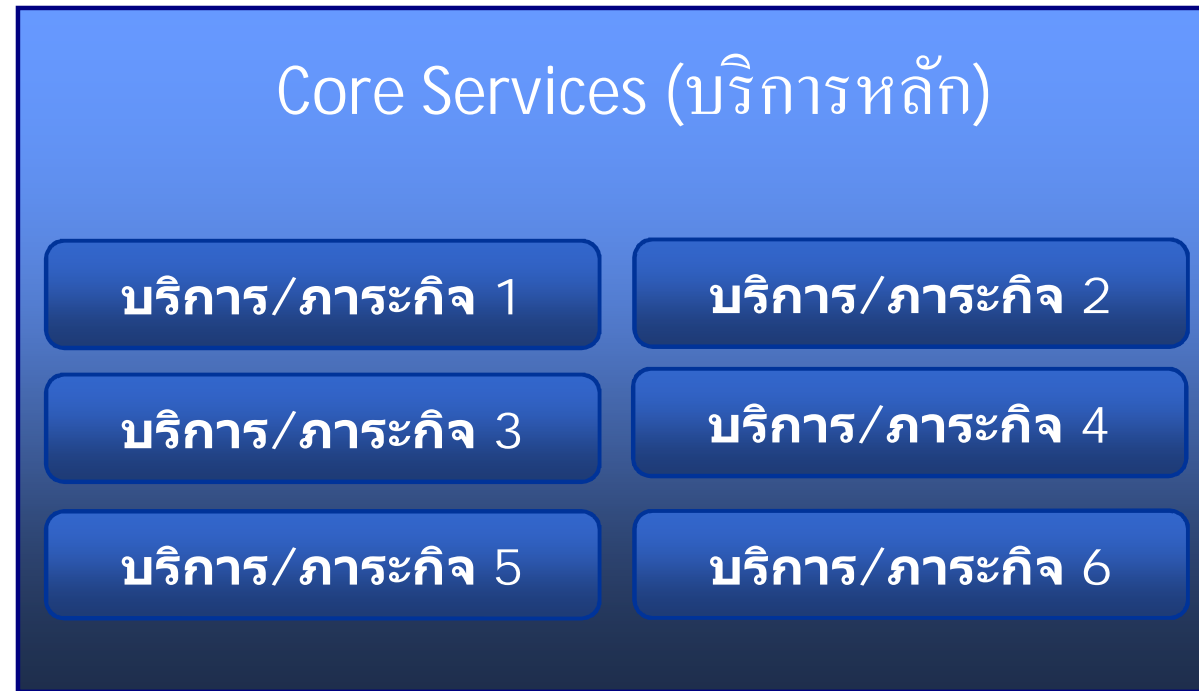 Core Services (บริการหลัก)
บริการ/ภาระกิจ 1
บริการ/ภาระกิจ 2
บริการ/ภาระกิจ 3
บริการ/ภาระกิจ 4
บริการ/ภาระกิจ 5
บริการ/ภาระกิจ 6